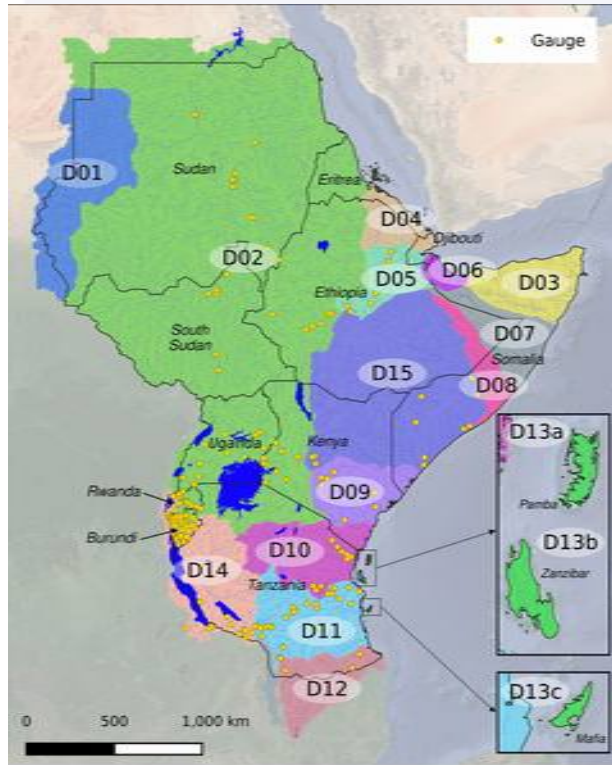 Gauge
D01
Sudan
Eritrea
D04
Djibouti
D02
D05
D06
D03
Ethiopia
D07
South
Sudan
Somalia
D15
D08
D13a
Uganda
Kenya
Rwanda
D09
Pamba
Burundi
D10
D13b
D14
Zanzibar
Tanzania
D11
D12
D13c
Mafia
0 500 1,000 km